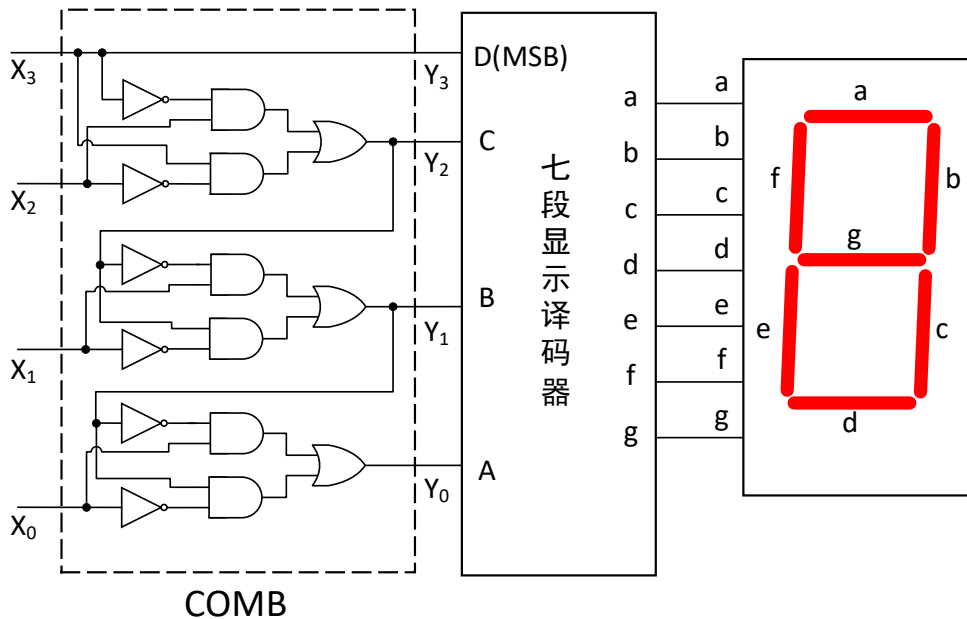 X₃
Y₃
D(MSB)
X₂
Y₂
C
X₁
Y₁
B
X₀
Y₀
A
COMB
七段显示译码器
a
b
c
d
e
f
g
a
b
c
d
e
f
g
a
f
b
g
e
c
d